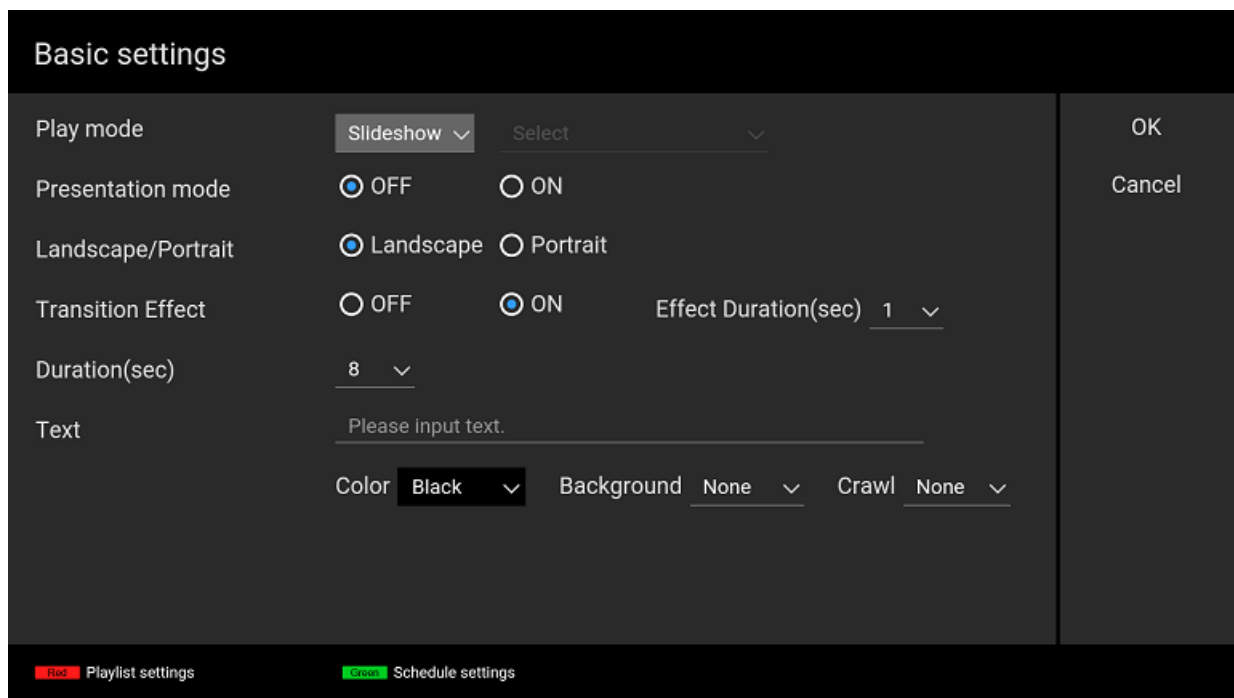 Basic settings
Play mode Slideshow Select OK
Presentation mode OFF ON Cancel
Landscape/Portrait Landscape Portrait
Transition Effect OFF ON Effect Duration(sec) 1
Duration(sec) 8
Text Please input text.
Color Black Background None Crawl None
Red Playlist settings Green Schedule settings